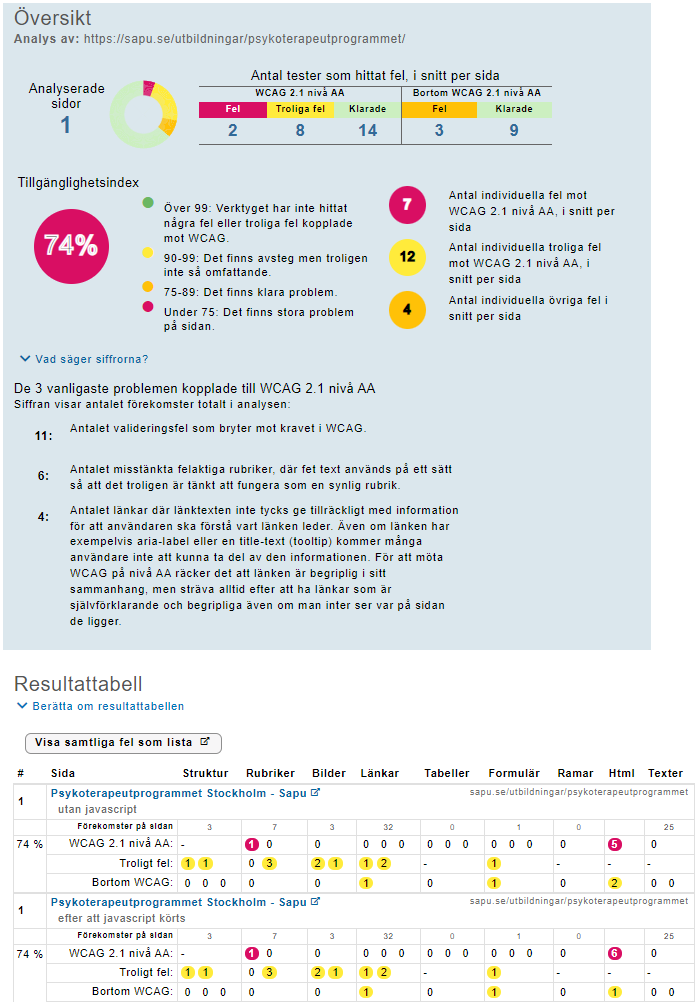 Översikt
Analys av: https://sapu.se/utbildningar/psykoterapeutprogrammet/
Analyserade sidor
1
Antal tester som hittat fel, i snitt per sida
WCAG 2.1 nivå AA Bortom WCAG 2.1 nivå AA
Fel Troliga fel Klarade Fel Klarade
2 8 14 3 9
Tillgänglighetsindex
74%
Över 99: Verktyget har inte hittat
några fel eller troliga fel kopplade
mot WCAG.
90-99: Det finns avsteg men troligen
inte så omfattande.
75-89: Det finns klara problem.
Under 75: Det finns stora problem
på sidan.
7
Antal individuella fel mot
WCAG 2.1 nivå AA, i snitt per
sida
12
Antal individuella troliga fel
mot WCAG 2.1 nivå AA, i
snitt per sida
4
Antal individuella övriga fel i
snitt per sida
Vad säger siffrorna?
De 3 vanligaste problemen kopplade till WCAG 2.1 nivå AA
Siffran visar antalet förekomster totalt i analysen:
11: Antalet valideringsfel som bryter mot kravet i WCAG.
6: Antalet misstänkta felaktiga rubriker, där fet text används på ett sätt
så att det troligen är tänkt att fungera som en synlig rubrik.
4: Antalet länkar där länktexten inte tycks ge tillräckligt med information
för att användaren ska förstå vart länken leder. Även om länken har
exempelvis aria-label eller en title-text (tooltip) kommer många
användare inte att kunna ta del av den informationen. För att möta
WCAG på nivå AA räcker det att länken är begriplig i sitt
sammanhang, men sträva alltid efter att ha länkar som är
självförklarande och begripliga även om man inter ser var på sidan
de ligger.
Resultattabell
Berätta om resultattabellen
Visa samtliga fel som lista
# Sida Struktur Rubriker Bilder Länkar Tabeller Formulär Ramar Html Texter
1 Psykoterapeutprogrammet Stockholm - Sapu sapu.se/utbildningar/psykoterapeutprogrammet
utan javascript
Förekomster på sidan 3 7 3 32 0 1 0 25
74 % WCAG 2.1 nivå AA: - 1 0 0 0 0 0 0 0 0 0 0 0 0 5 0
Troligt fel: 1 1 0 3 2 1 1 2 - 1 - - -
Bortom WCAG: 0 0 0 1 0 1 0 2 0 0
1 Psykoterapeutprogrammet Stockholm - Sapu sapu.se/utbildningar/psykoterapeutprogrammet
efter att javascript körts
Förekomster på sidan 3 7 3 32 0 1 0 25
74 % WCAG 2.1 nivå AA: - 1 0 0 0 0 0 0 0 0 0 0 0 0 6 0
Troligt fel: 1 1 0 3 2 1 1 2 - 1 - - -
Bortom WCAG: 0 0 0 1 0 1 0 1 0 0